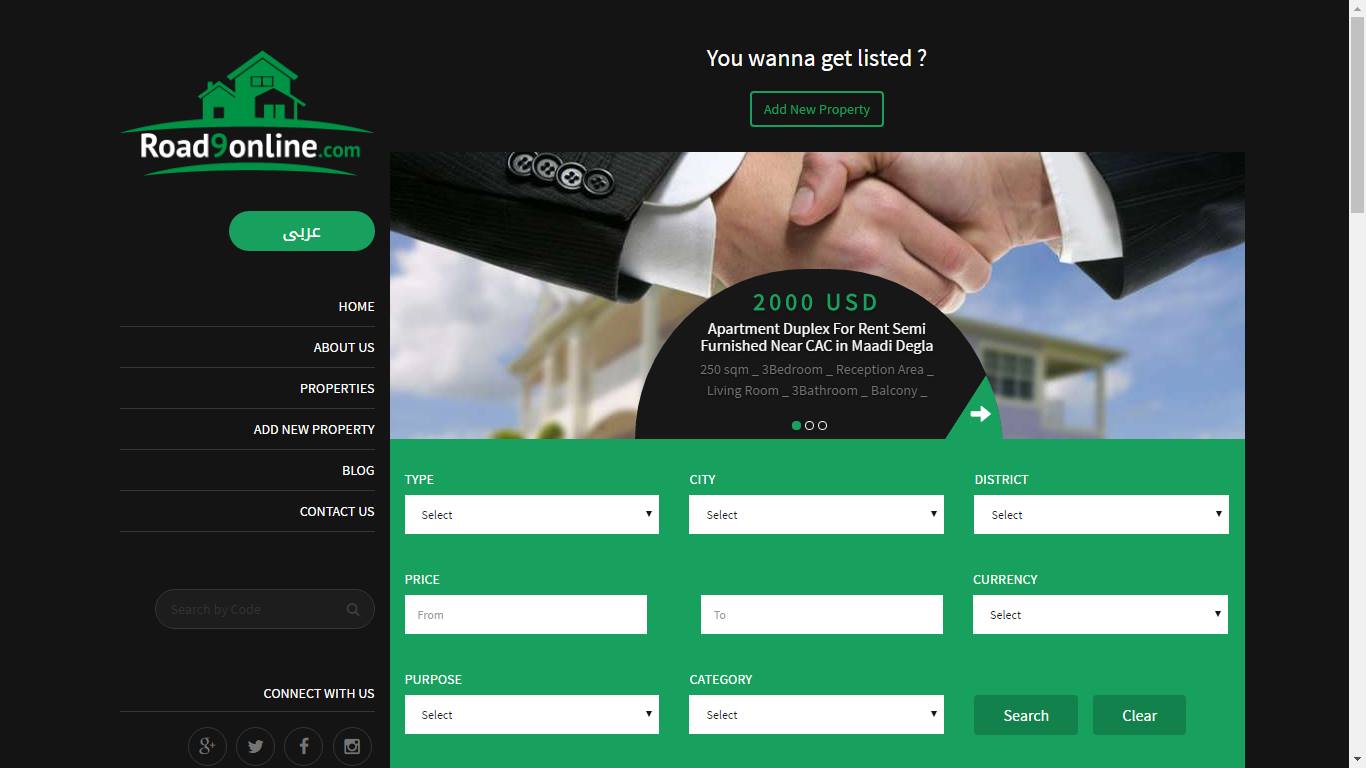 Road9online.com
عربى
HOME
ABOUT US
PROPERTIES
ADD NEW PROPERTY
BLOG
CONTACT US
Search by Code
CONNECT WITH US
You wanna get listed ?
Add New Property
2000 USD
Apartment Duplex For Rent Semi
Furnished Near CAC in Maadi Degla
250 sqm _ 3Bedroom _ Reception Area _
Living Room _ 3Bathroom _ Balcony _
TYPE CITY DISTRICT
Select Select Select
PRICE CURRENCY
From To Select
PURPOSE CATEGORY
Select Select Search Clear